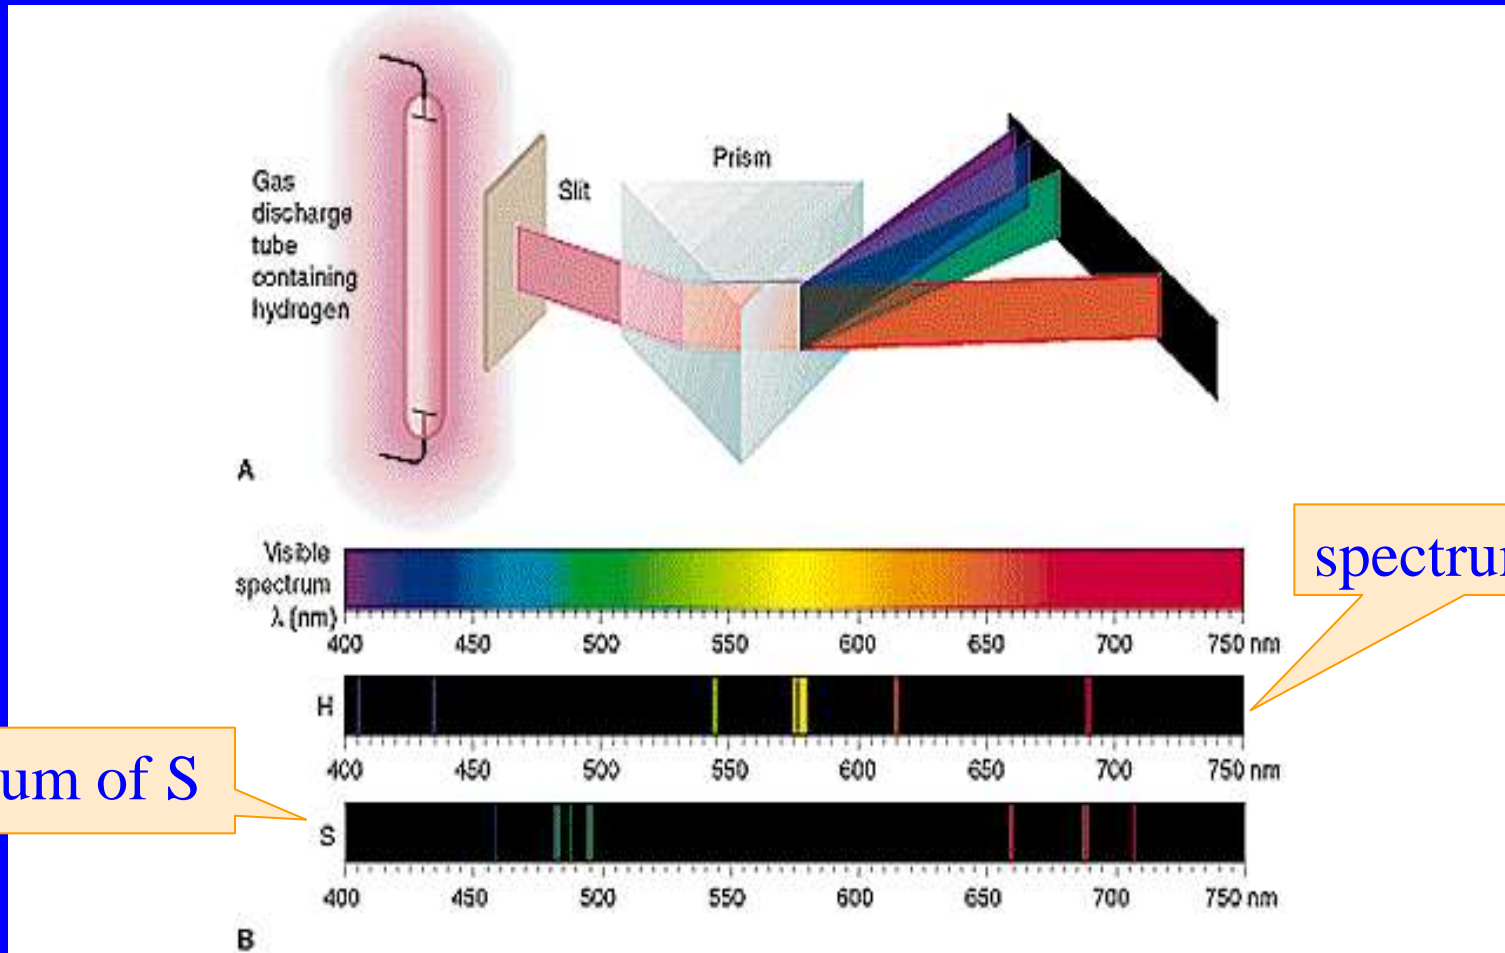 Gas
discharge
tube
containing
hydrogen
Slit
Prism
A
Visible
spectrum
λ (nm)
400 450 500 550 600 650 700 750 nm
H
400 450 500 550 600 650 700 750 nm
S
400 450 500 550 600 650 700 750 nm
B
spectru
um of S